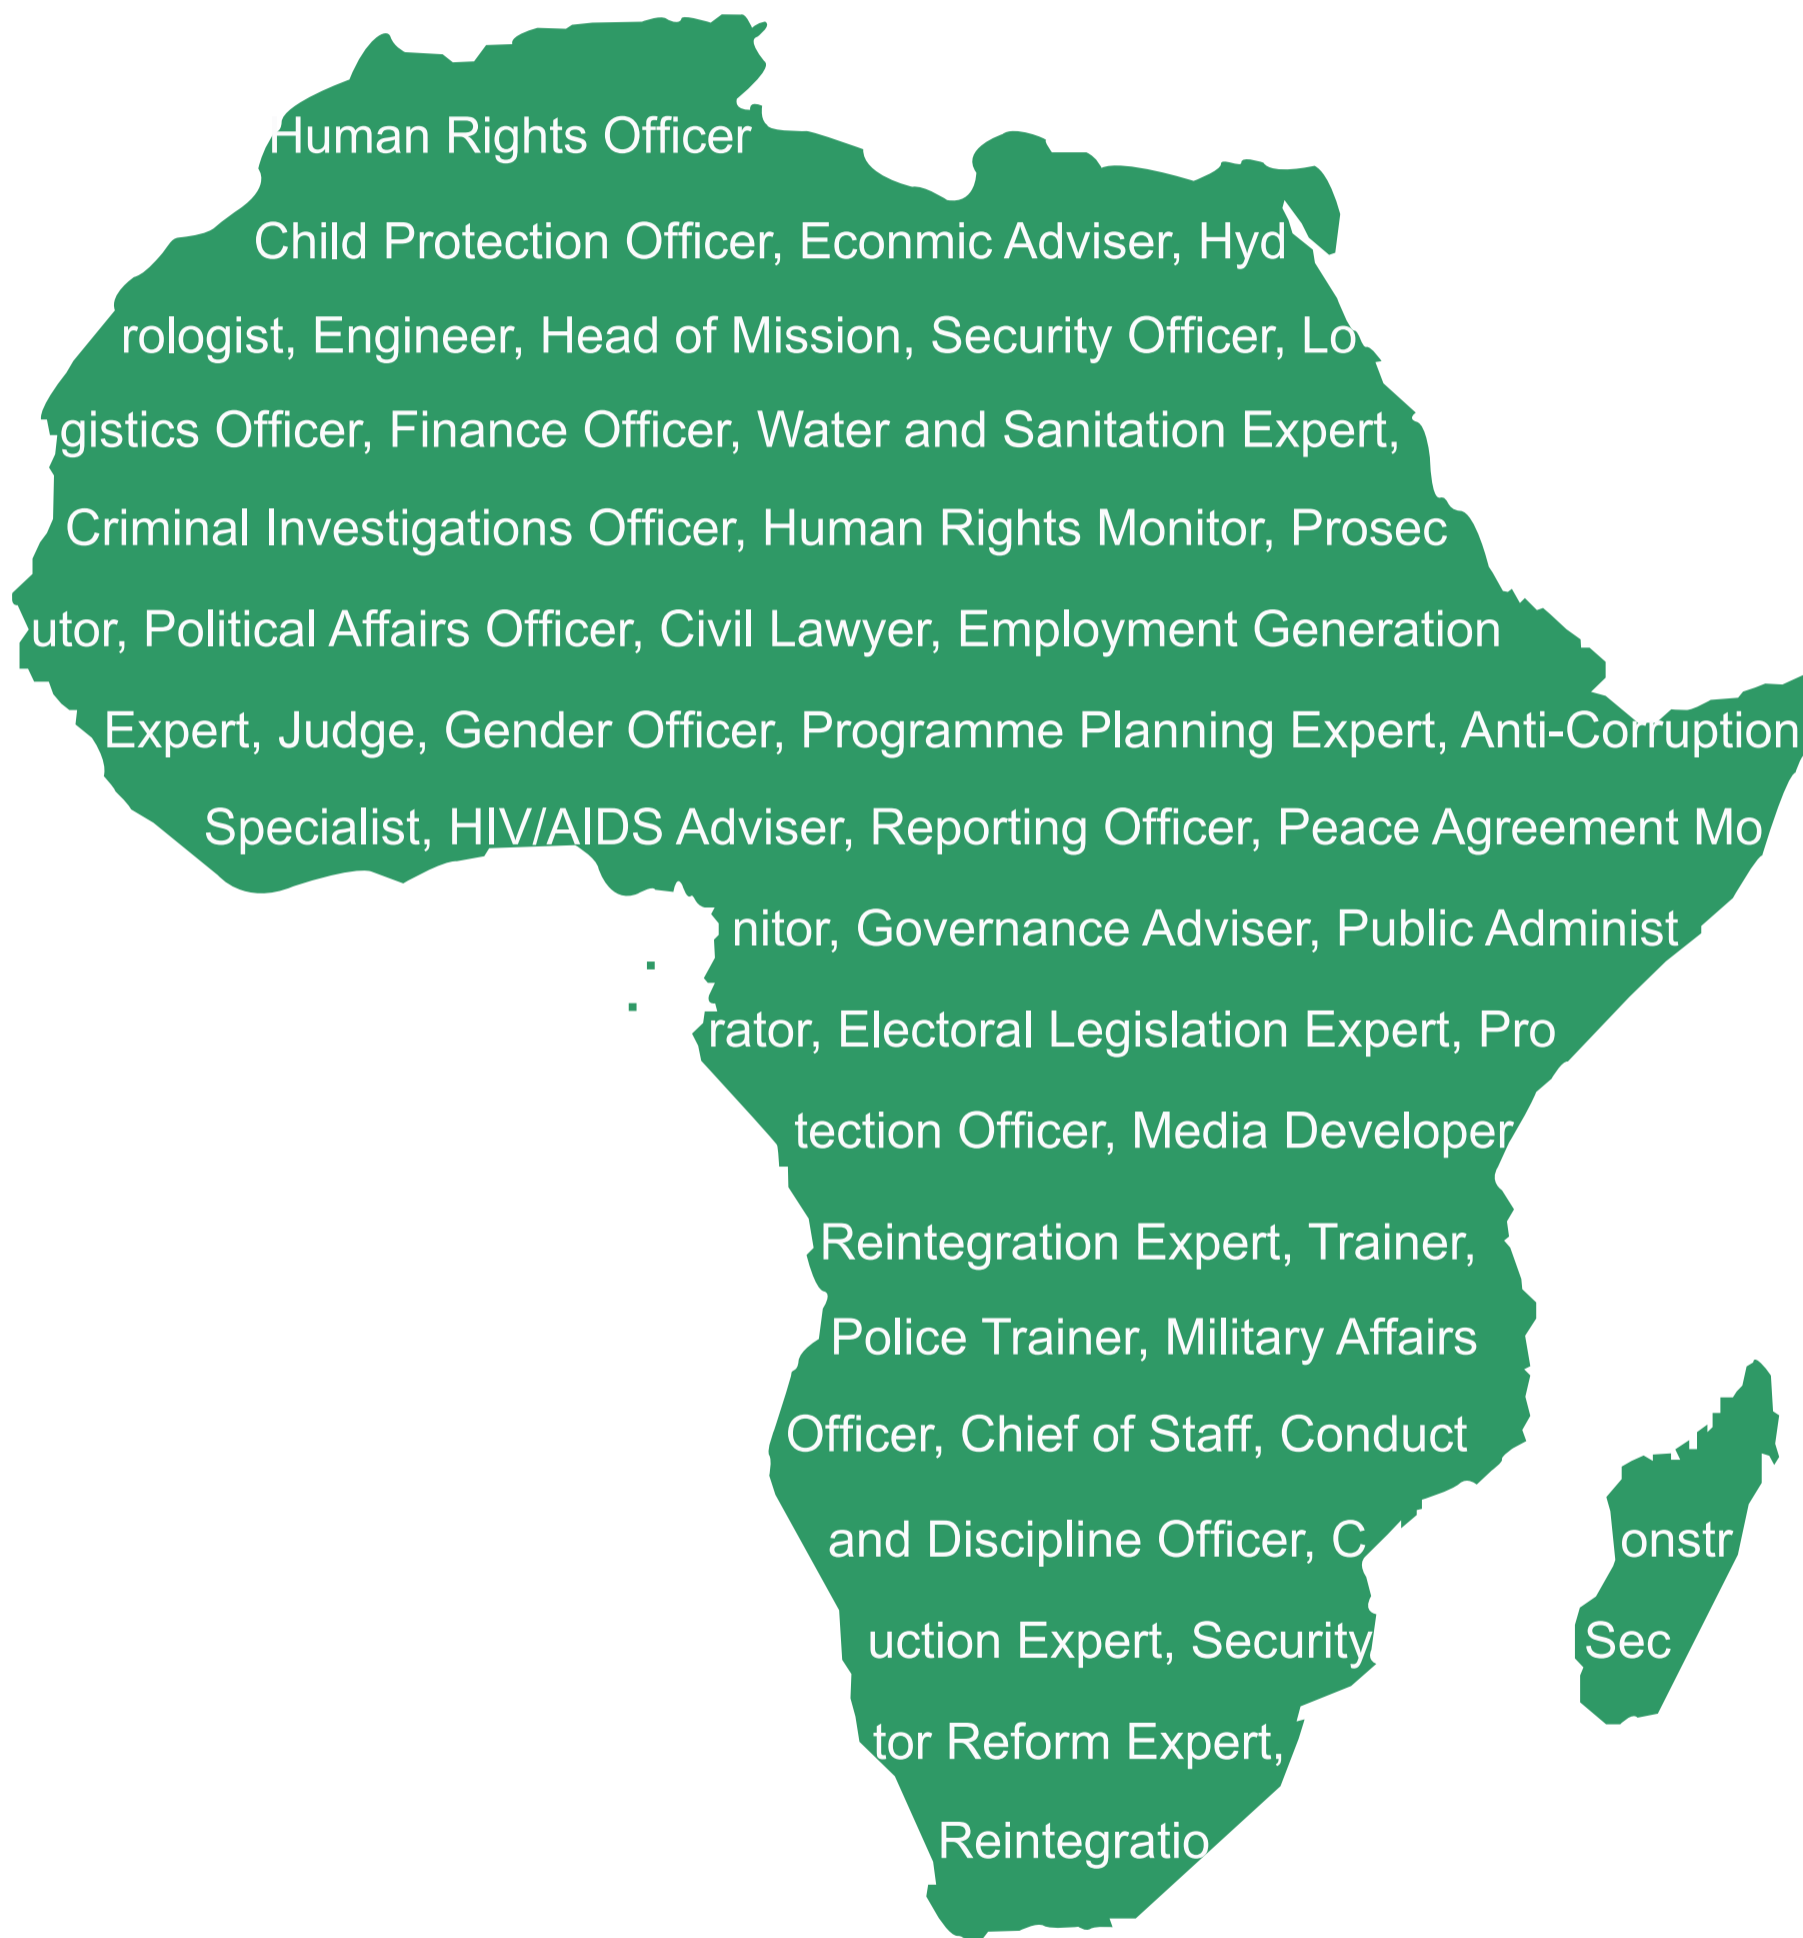 Human Rights Officer
Child Protection Officer, Econmic Adviser, Hyd
rologist, Engineer, Head of Mission, Security Officer, Lo
gistics Officer, Finance Officer, Water and Sanitation Expert,
Criminal Investigations Officer, Human Rights Monitor, Prosec
utor, Political Affairs Officer, Civil Lawyer, Employment Generation
Expert, Judge, Gender Officer, Programme Planning Expert, Anti-Corruption
Specialist, HIV/AIDS Adviser, Reporting Officer, Peace Agreement Mo
nitor, Governance Adviser, Public Administ
rator, Electoral Legislation Expert, Pro
tection Officer, Media Developer
Reintegration Expert, Trainer,
Police Trainer, Military Affairs
Officer, Chief of Staff, Conduct
and Discipline Officer, C onstr
uction Expert, Security Sec
tor Reform Expert,
Reintegratio